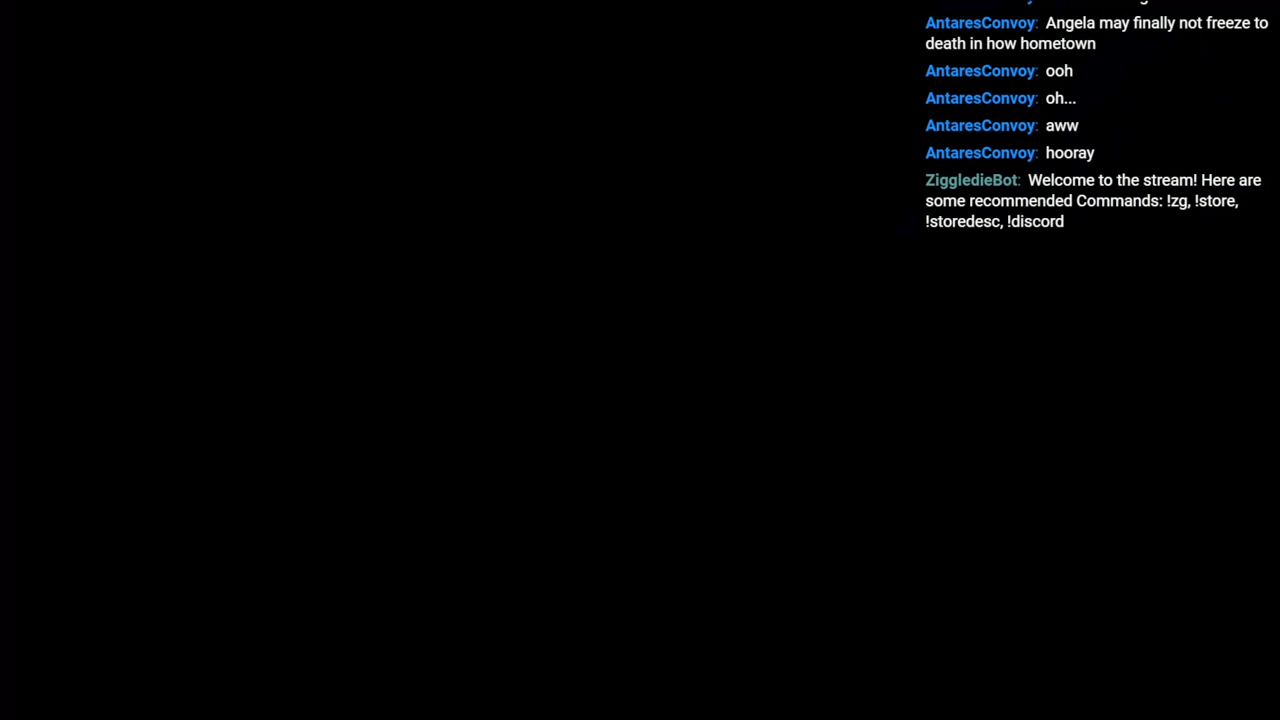 AntaresConvoy: Angela may finally not freeze to
death in how hometown
AntaresConvoy: ooh
AntaresConvoy: oh...
AntaresConvoy: aww
AntaresConvoy: hooray
ZiggledieBot: Welcome to the stream! Here are
some recommended Commands: !zg, !store,
!storedesc, !discord